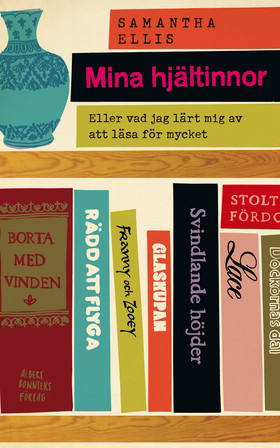 SAMANTHA
ELLIS
Mina hjältinnor
Eller vad jag lärt mig av
att läsa för mycket
BORTA
MED
VINDEN
ALBERT
BONNIERS
FÖRLAG
RÄDD ATT FLYGA
Franny och Zooey
GLASKUPAN
Svindlande höjder
STOLT
FÖRDO
Lace
Dockornas dal